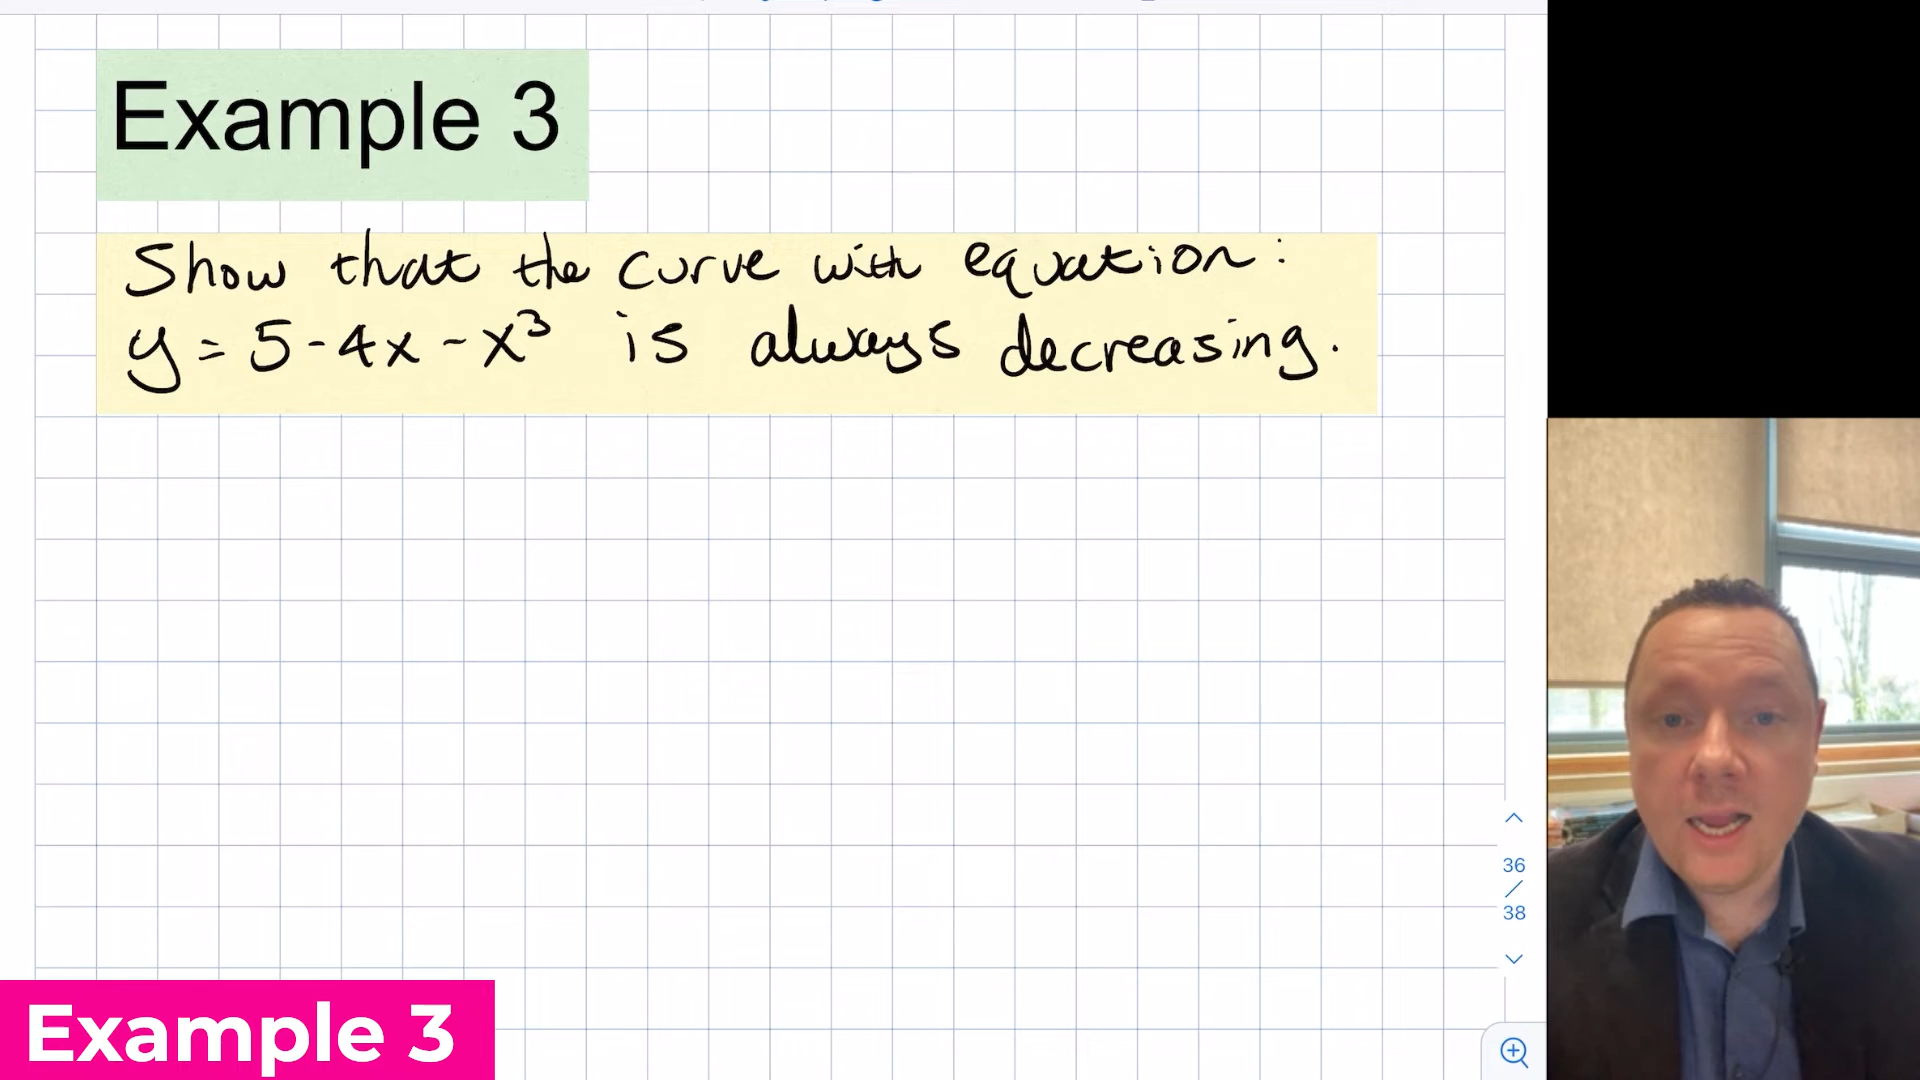 Example 3
Show that the curve with equation:
y = 5 - 4x - x³ is always decreasing.
36
/
38
Example 3